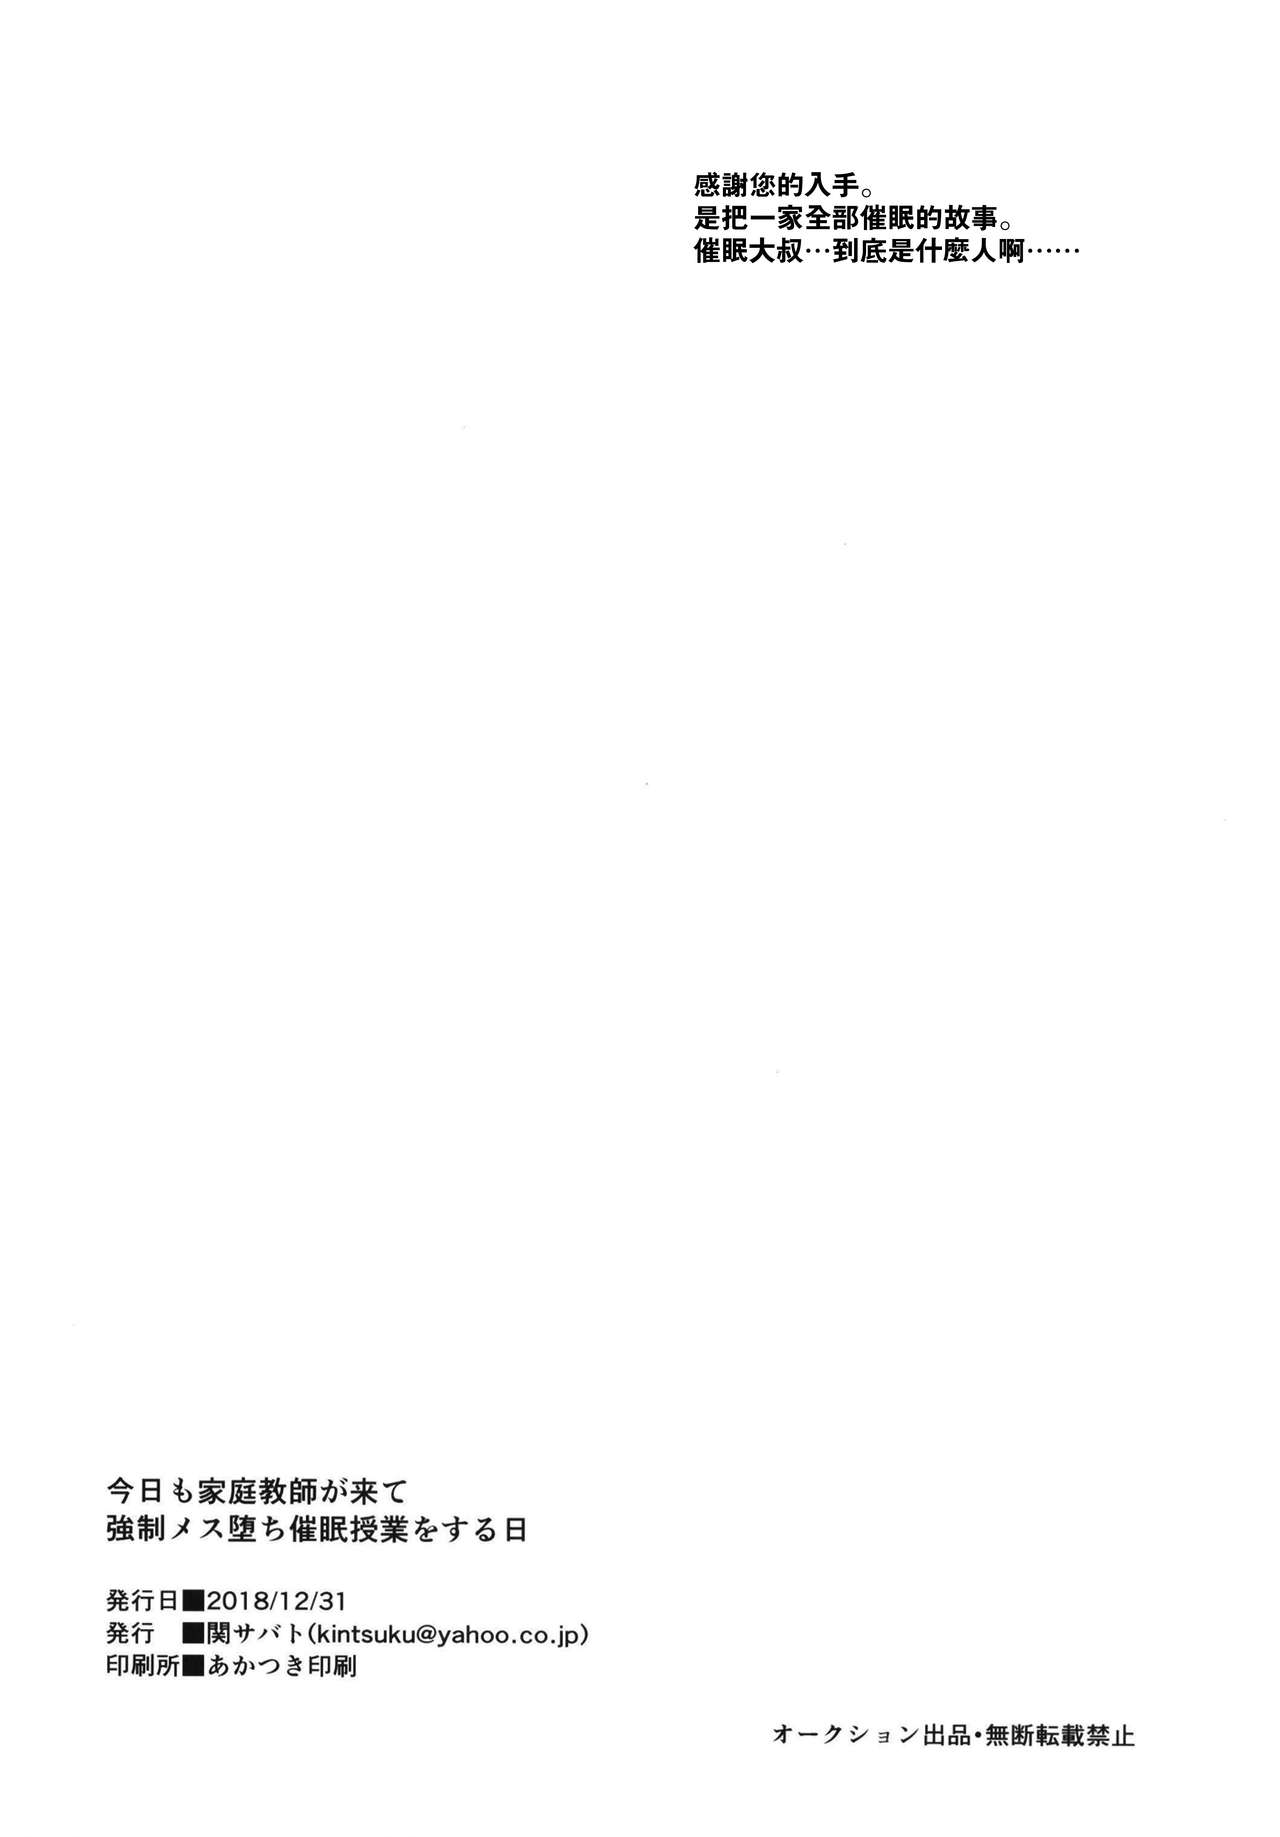 感謝您的入手。
是把一家全部催眠的故事。
催眠大叔…到底是什麼人啊……
今日も家庭教師が来て
強制メス堕ち催眠授業をする日
発行日■2018/12/31
発行　■関サバト(kintsuku@yahoo.co.jp)
印刷所■あかつき印刷
オークション出品・無断転載禁止